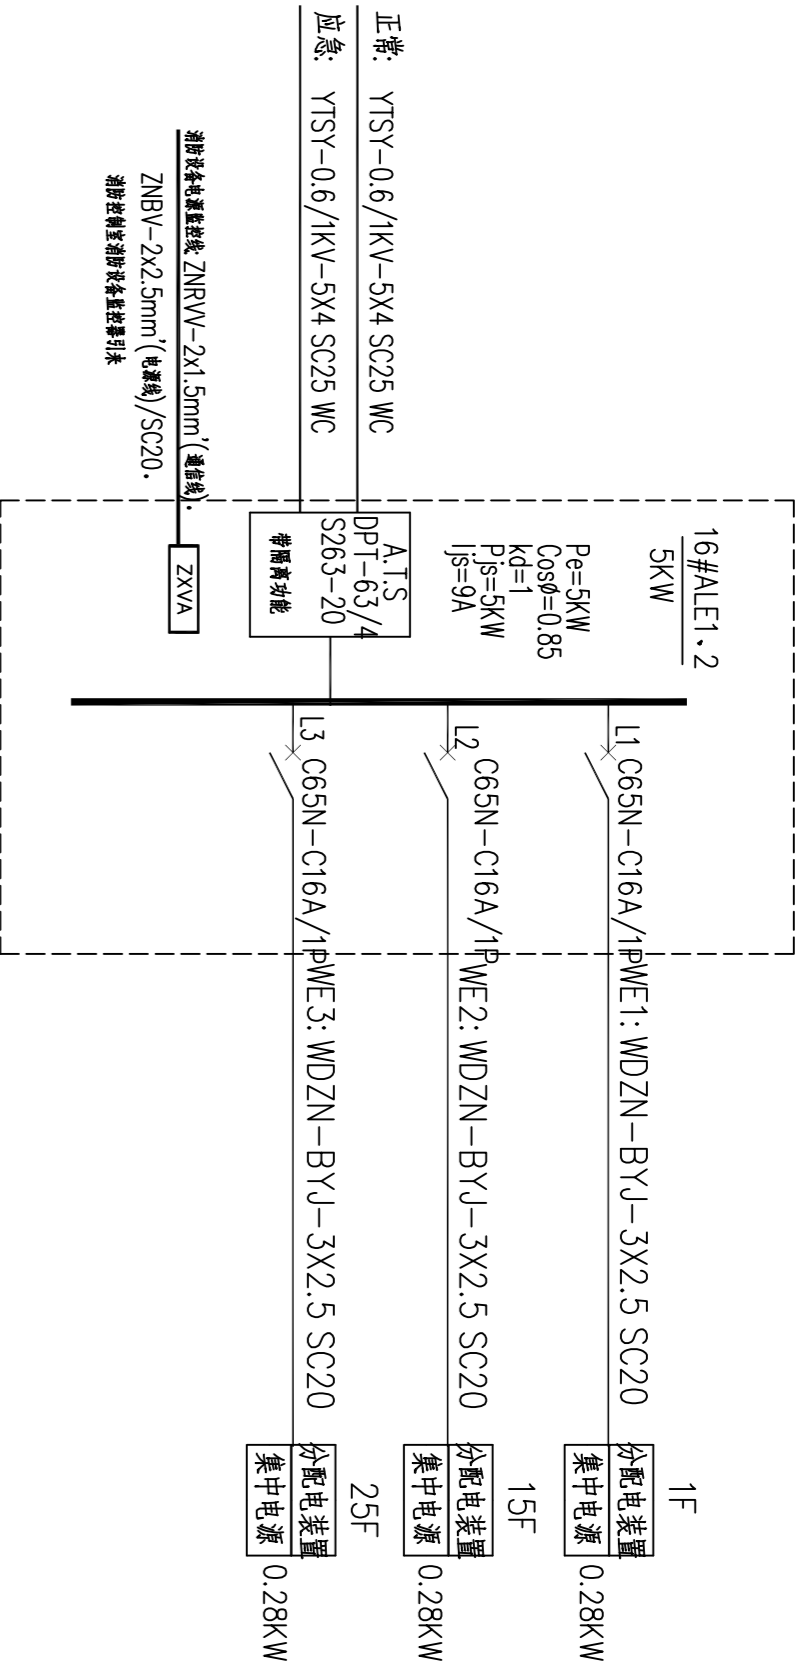 正常: YTSY-0.6/1KV-5X4 SC25 WC
应急: YTSY-0.6/1KV-5X4 SC25 WC
消防设备电源监控线: ZNRVV-2x1.5mm'(通信线).
ZNBV-2x2.5mm'(电源线)/SC20.
消防控制室消防设备监控器引来
16#ALE1、2
5KW
Pe=5KW
CosØ=0.85
kd=1
Pjs=5KW
Ijs=9A
A.T.S
DPT-63/4
S263-20
带隔离功能
ZXVA
L1 C65N-C16A/1P WE1: WDZN-BYJ-3X2.5 SC20
1F
分配电装置
集中电源
0.28KW
L2 C65N-C16A/1P WE2: WDZN-BYJ-3X2.5 SC20
15F
分配电装置
集中电源
0.28KW
L3 C65N-C16A/1P WE3: WDZN-BYJ-3X2.5 SC20
25F
分配电装置
集中电源
0.28KW